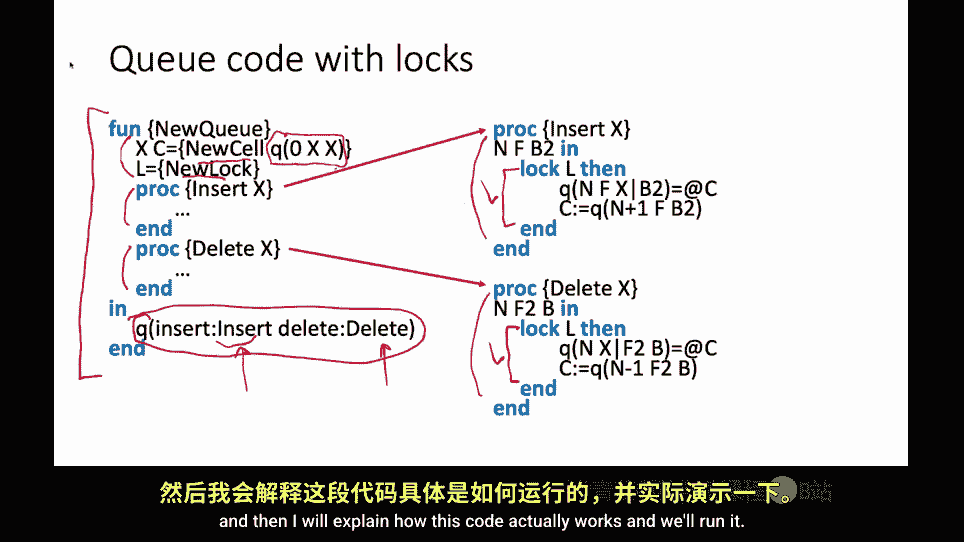 Queue code with locks
fun {NewQueue}
X C={NewCell q(0 X X)}
L={NewLock}
proc {Insert X}
...
end
proc {Delete X}
...
end
in
q(insert:Insert delete:Delete)
end
proc {Insert X}
N F B2 in
lock L then
q(N F X|B2)=@C
C:=q(N+1 F B2)
end
end
proc {Delete X}
N F2 B in
lock L then
q(N X|F2 B)=@C
C:=q(N-1 F2 B)
end
end
然后我会解释这段代码具体是如何运行的，并实际演示一下。
and then I will explain how this code actually works and we'll run it.